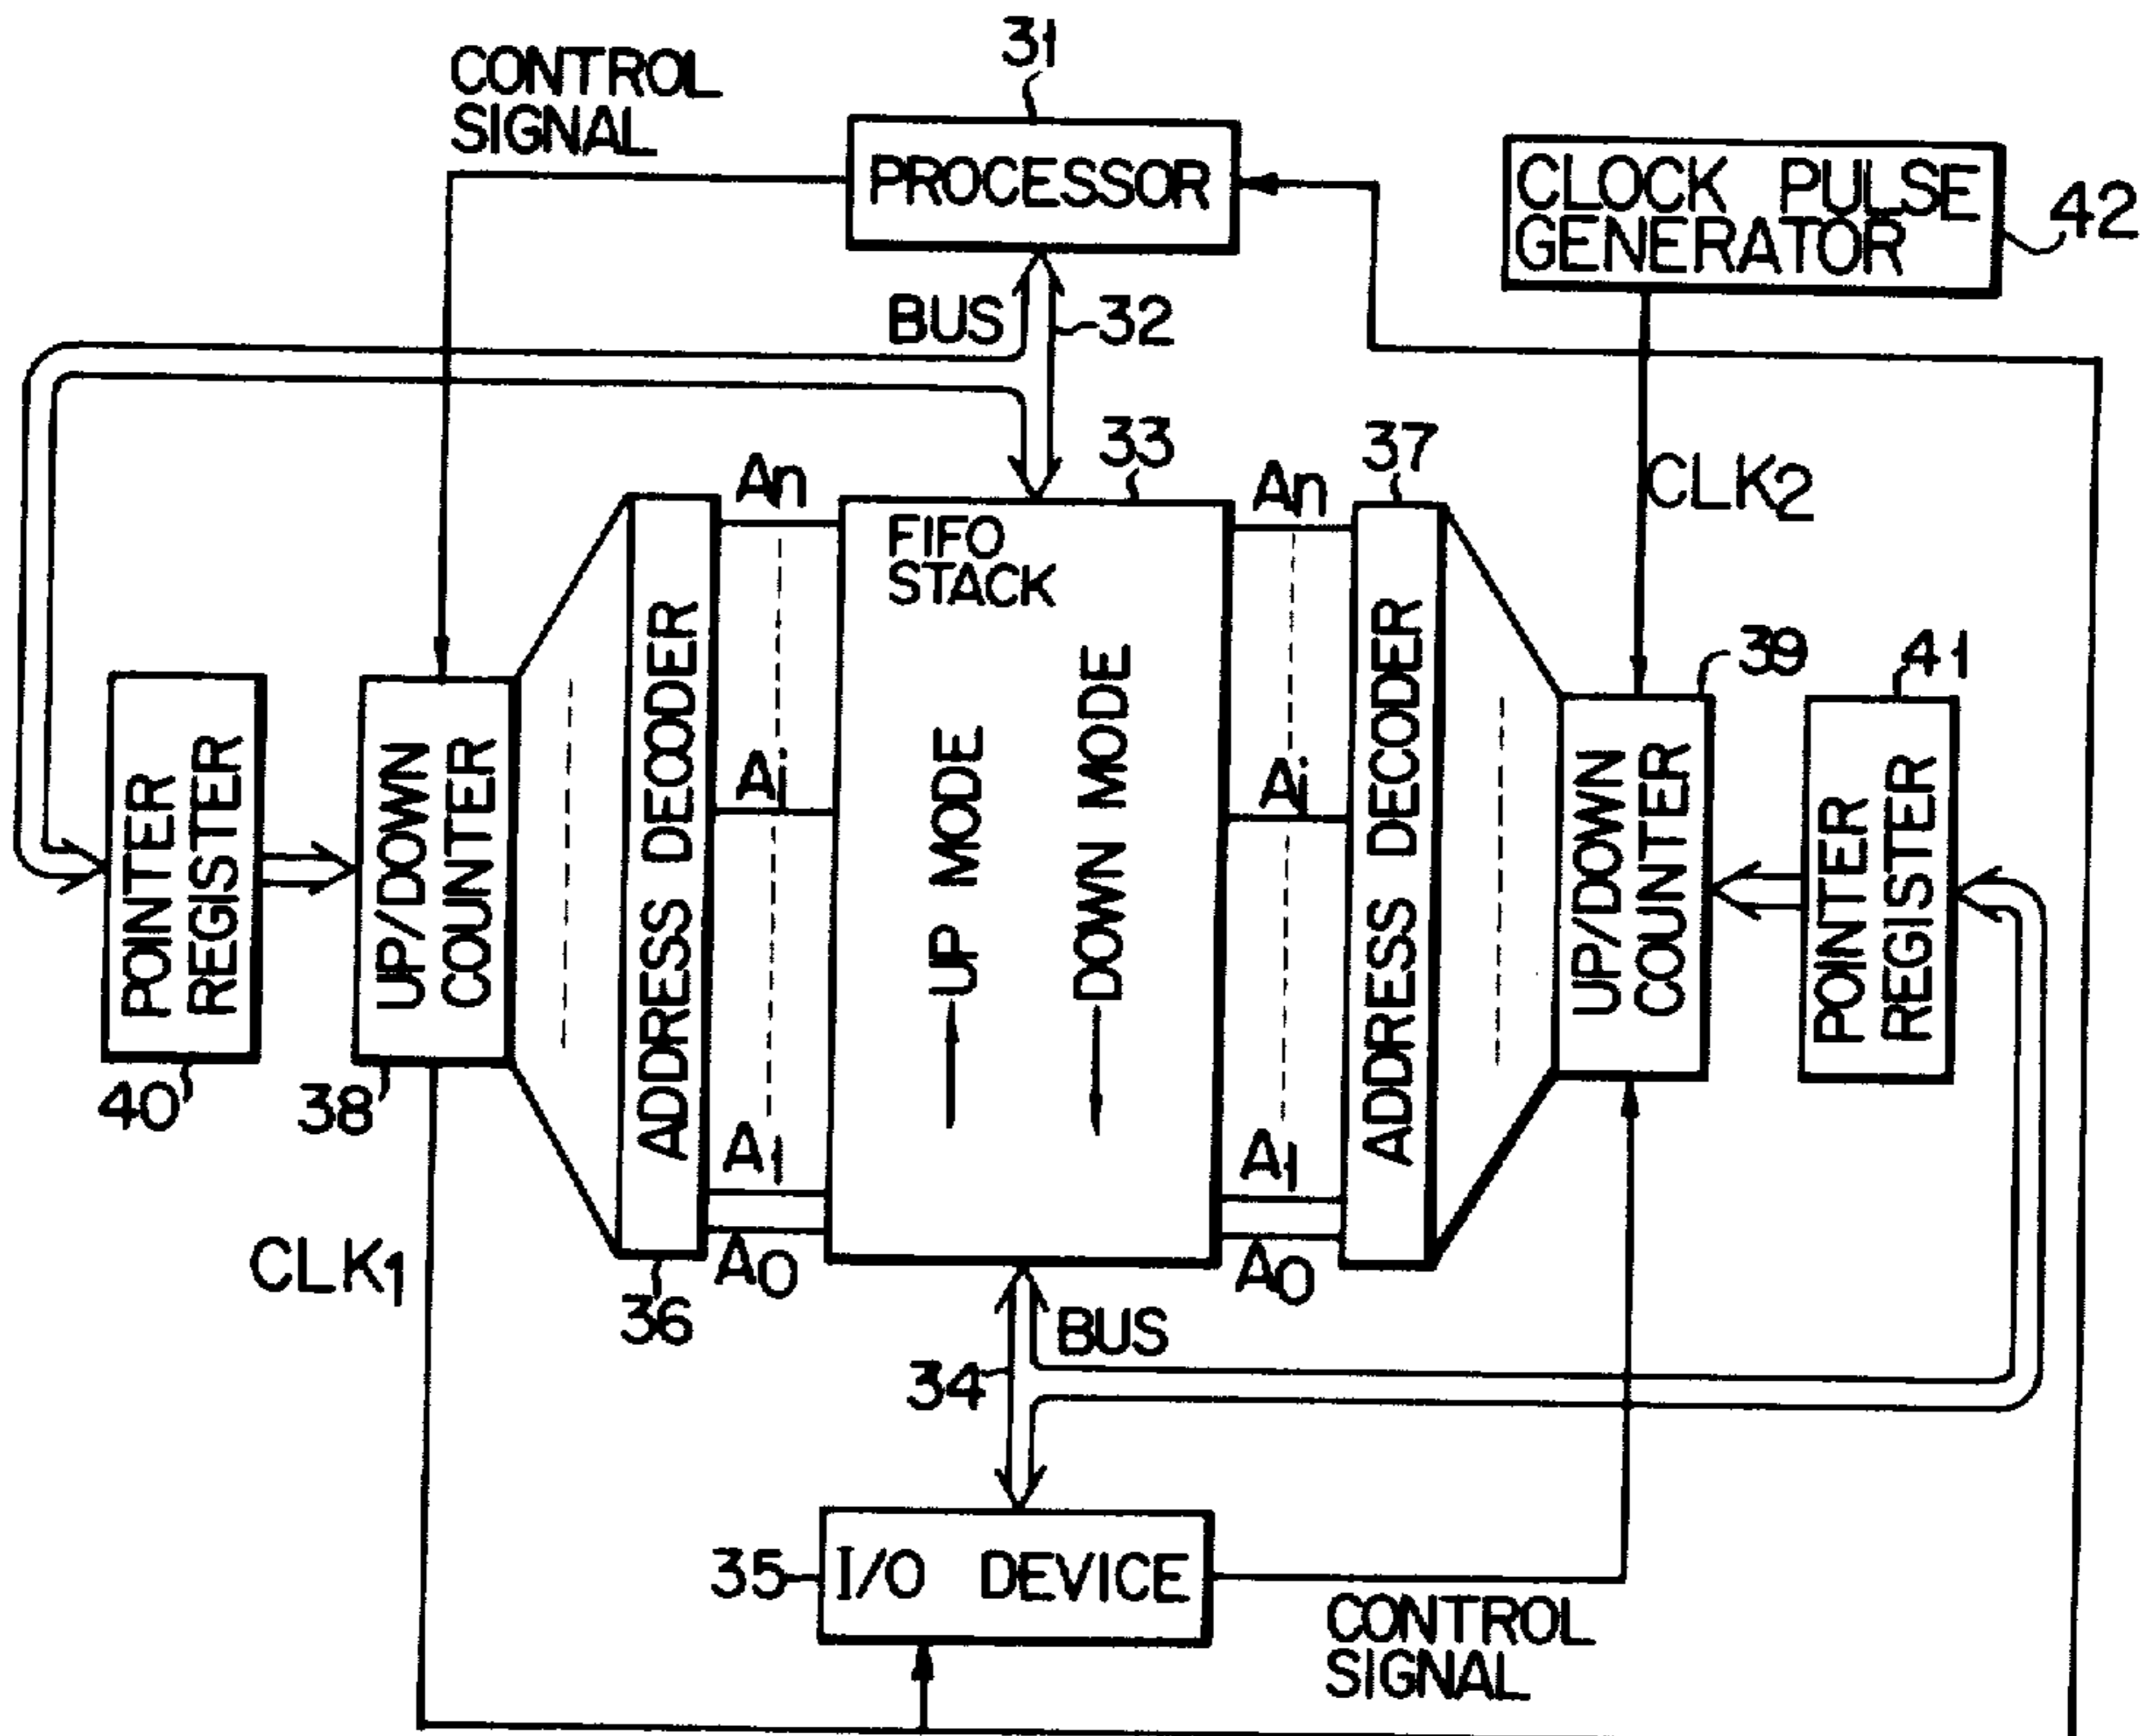 31
CONTROL
SIGNAL
PROCESSOR
CLOCK PULSE
GENERATOR
42
BUS
32
33
37
An
An
CLK2
FIFO
STACK
39
41
POINTER
REGISTER
UP/DOWN
COUNTER
ADDRESS DECODER
Ai
UP MODE
DOWN MODE
Ai
ADDRESS DECODER
UP/DOWN
COUNTER
POINTER
REGISTER
40
38
A1
A1
CLK1
36
A0
A0
BUS
34
35
I/O DEVICE
CONTROL
SIGNAL